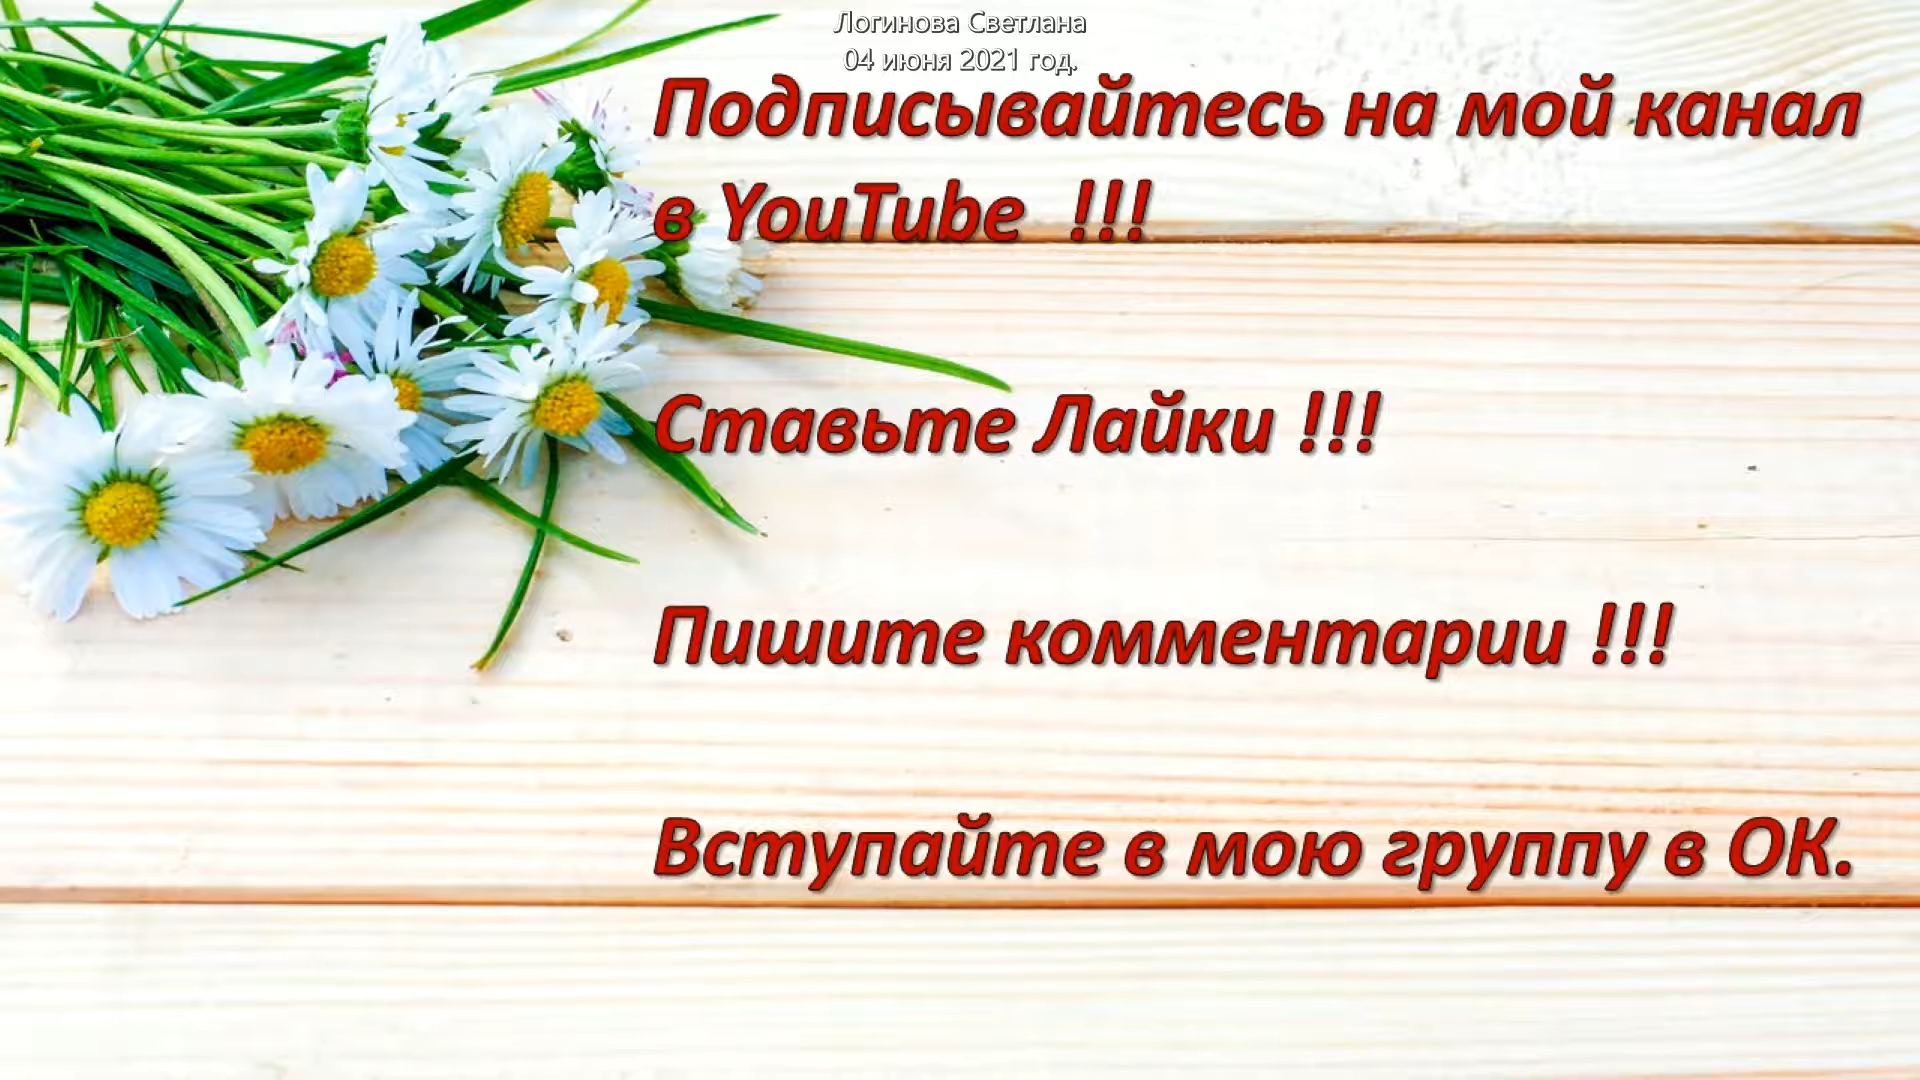 Логинова Светлана
04 июня 2021 год.
Подписывайтесь на мой канал
в YouTube !!!
Ставьте Лайки !!!
Пишите комментарии !!!
Вступайте в мою группу в ОК.